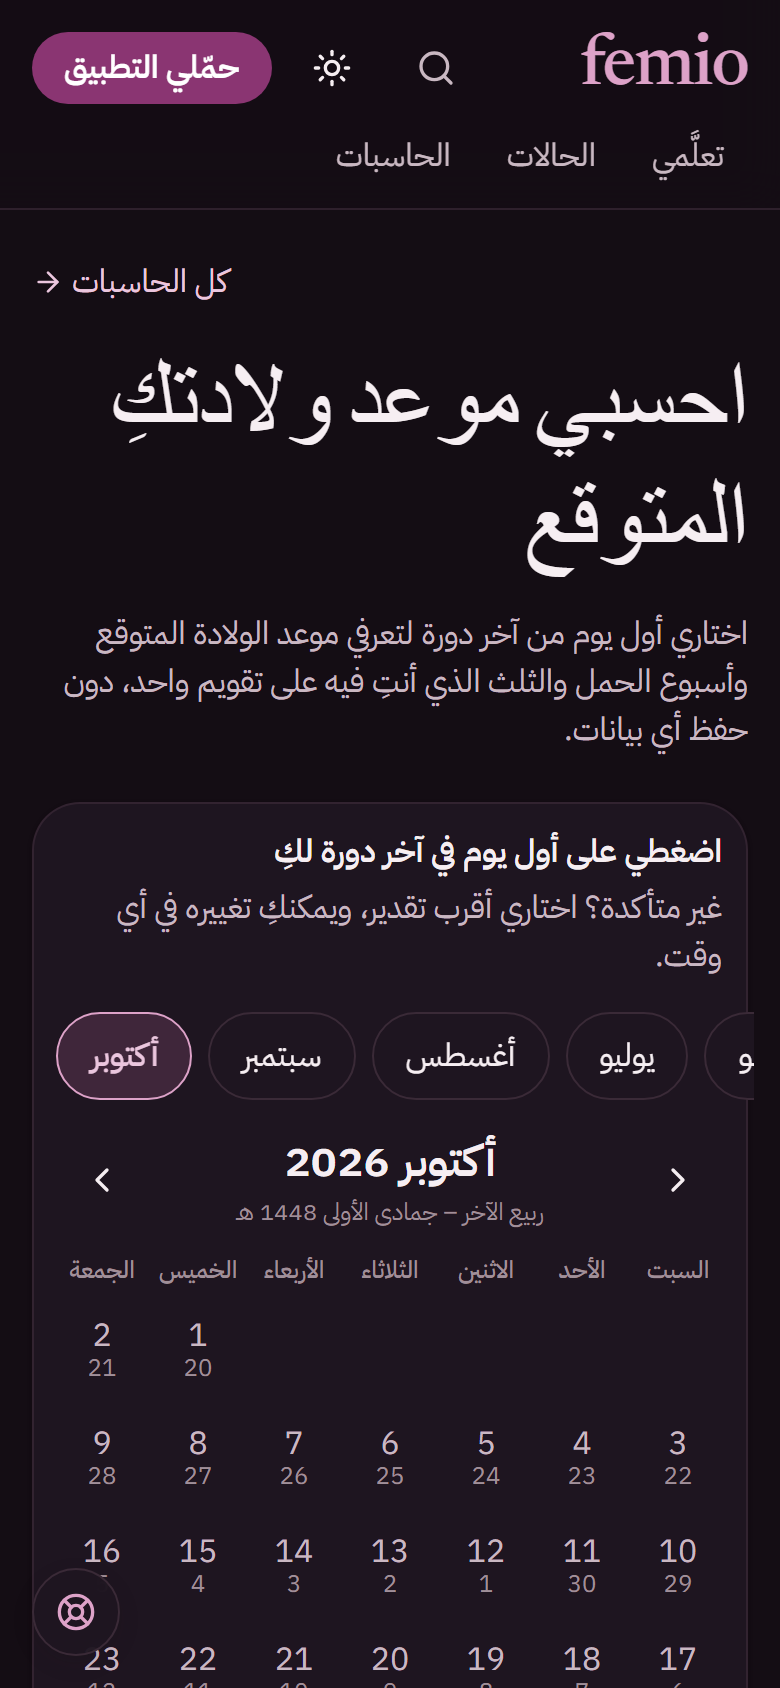 femio
حمّلي التطبيق
تعلَّمي الحالات الحاسبات
كل الحاسبات
احسبي موعد ولادتكِ
المتوقع
اختاري أول يوم من آخر دورة لتعرفي موعد الولادة المتوقع
وأسبوع الحمل والثلث الذي أنتِ فيه على تقويم واحد، دون
حفظ أي بيانات.
اضغطي على أول يوم في آخر دورة لكِ
غير متأكدة؟ اختاري أقرب تقدير، ويمكنكِ تغييره في أي
وقت.
يوليو أغسطس سبتمبر أكتوبر
أكتوبر 2026
ربيع الآخر – جمادى الأولى 1448 هـ
السبت الأحد الاثنين الثلاثاء الأربعاء الخميس الجمعة
1 2
20 21
3 4 5 6 7 8 9
22 23 24 25 26 27 28
10 11 12 13 14 15 16
29 30 1 2 3 4
17 18 19 20 21 22 23